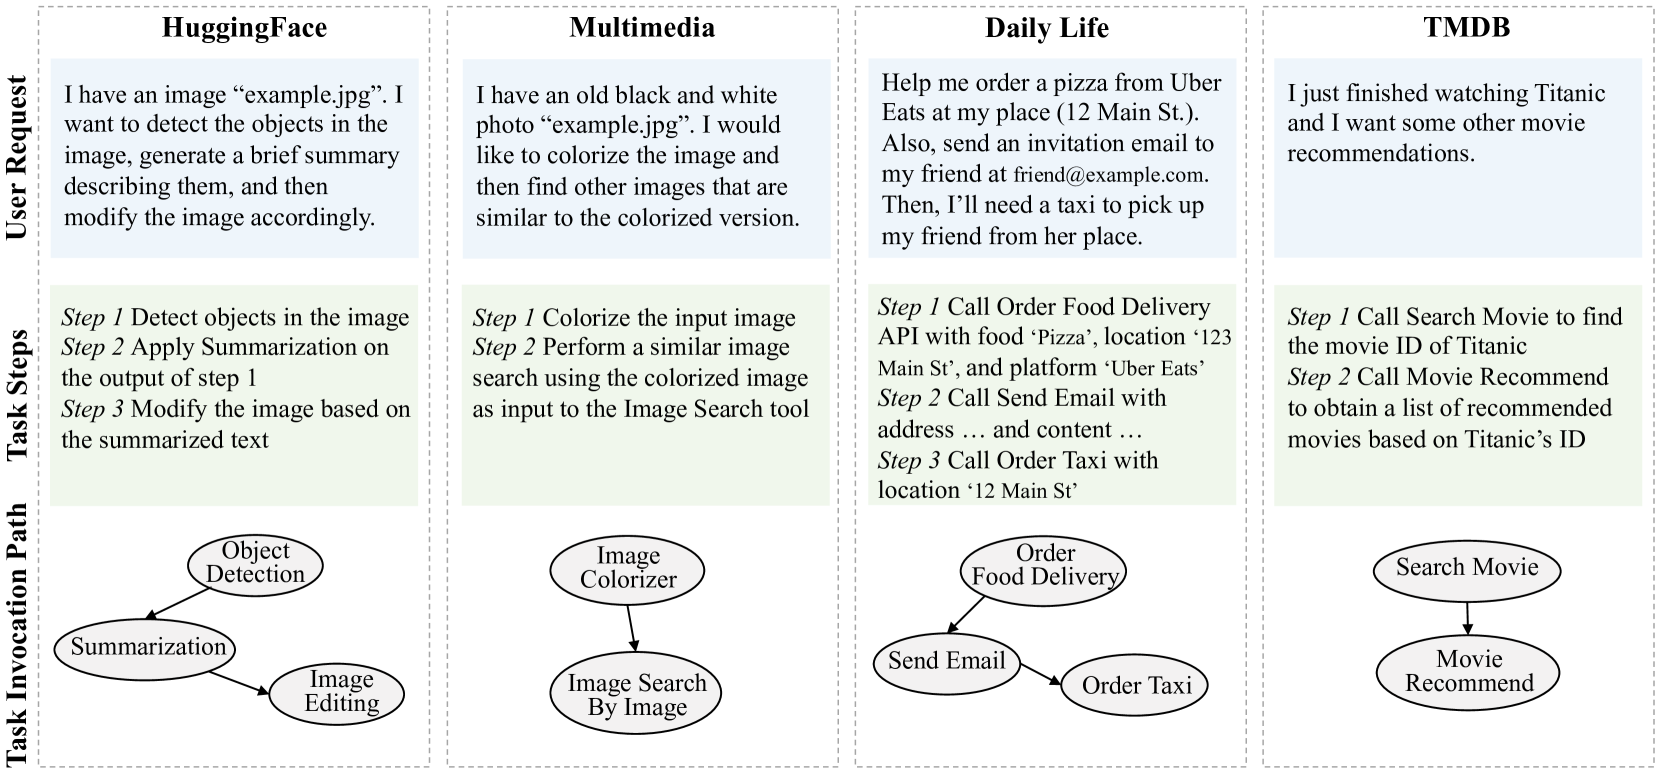 HuggingFace
Multimedia
Daily Life
TMDB
User Request
I have an image “example.jpg”. I
want to detect the objects in the
image, generate a brief summary
describing them, and then
modify the image accordingly.
I have an old black and white
photo “example.jpg”. I would
like to colorize the image and
then find other images that are
similar to the colorized version.
Help me order a pizza from Uber
Eats at my place (12 Main St.).
Also, send an invitation email to
my friend at friend@example.com.
Then, I’ll need a taxi to pick up
my friend from her place.
I just finished watching Titanic
and I want some other movie
recommendations.
Task Steps
Step 1 Detect objects in the image
Step 2 Apply Summarization on
the output of step 1
Step 3 Modify the image based on
the summarized text
Step 1 Colorize the input image
Step 2 Perform a similar image
search using the colorized image
as input to the Image Search tool
Step 1 Call Order Food Delivery
API with food ‘Pizza’, location ‘123
Main St’, and platform ‘Uber Eats’
Step 2 Call Send Email with
address … and content …
Step 3 Call Order Taxi with
location ‘12 Main St’
Step 1 Call Search Movie to find
the movie ID of Titanic
Step 2 Call Movie Recommend
to obtain a list of recommended
movies based on Titanic’s ID
Task Invocation Path
Object
Detection
Summarization
Image
Editing
Image
Colorizer
Image Search
By Image
Order
Food Delivery
Send Email
Order Taxi
Search Movie
Movie
Recommend